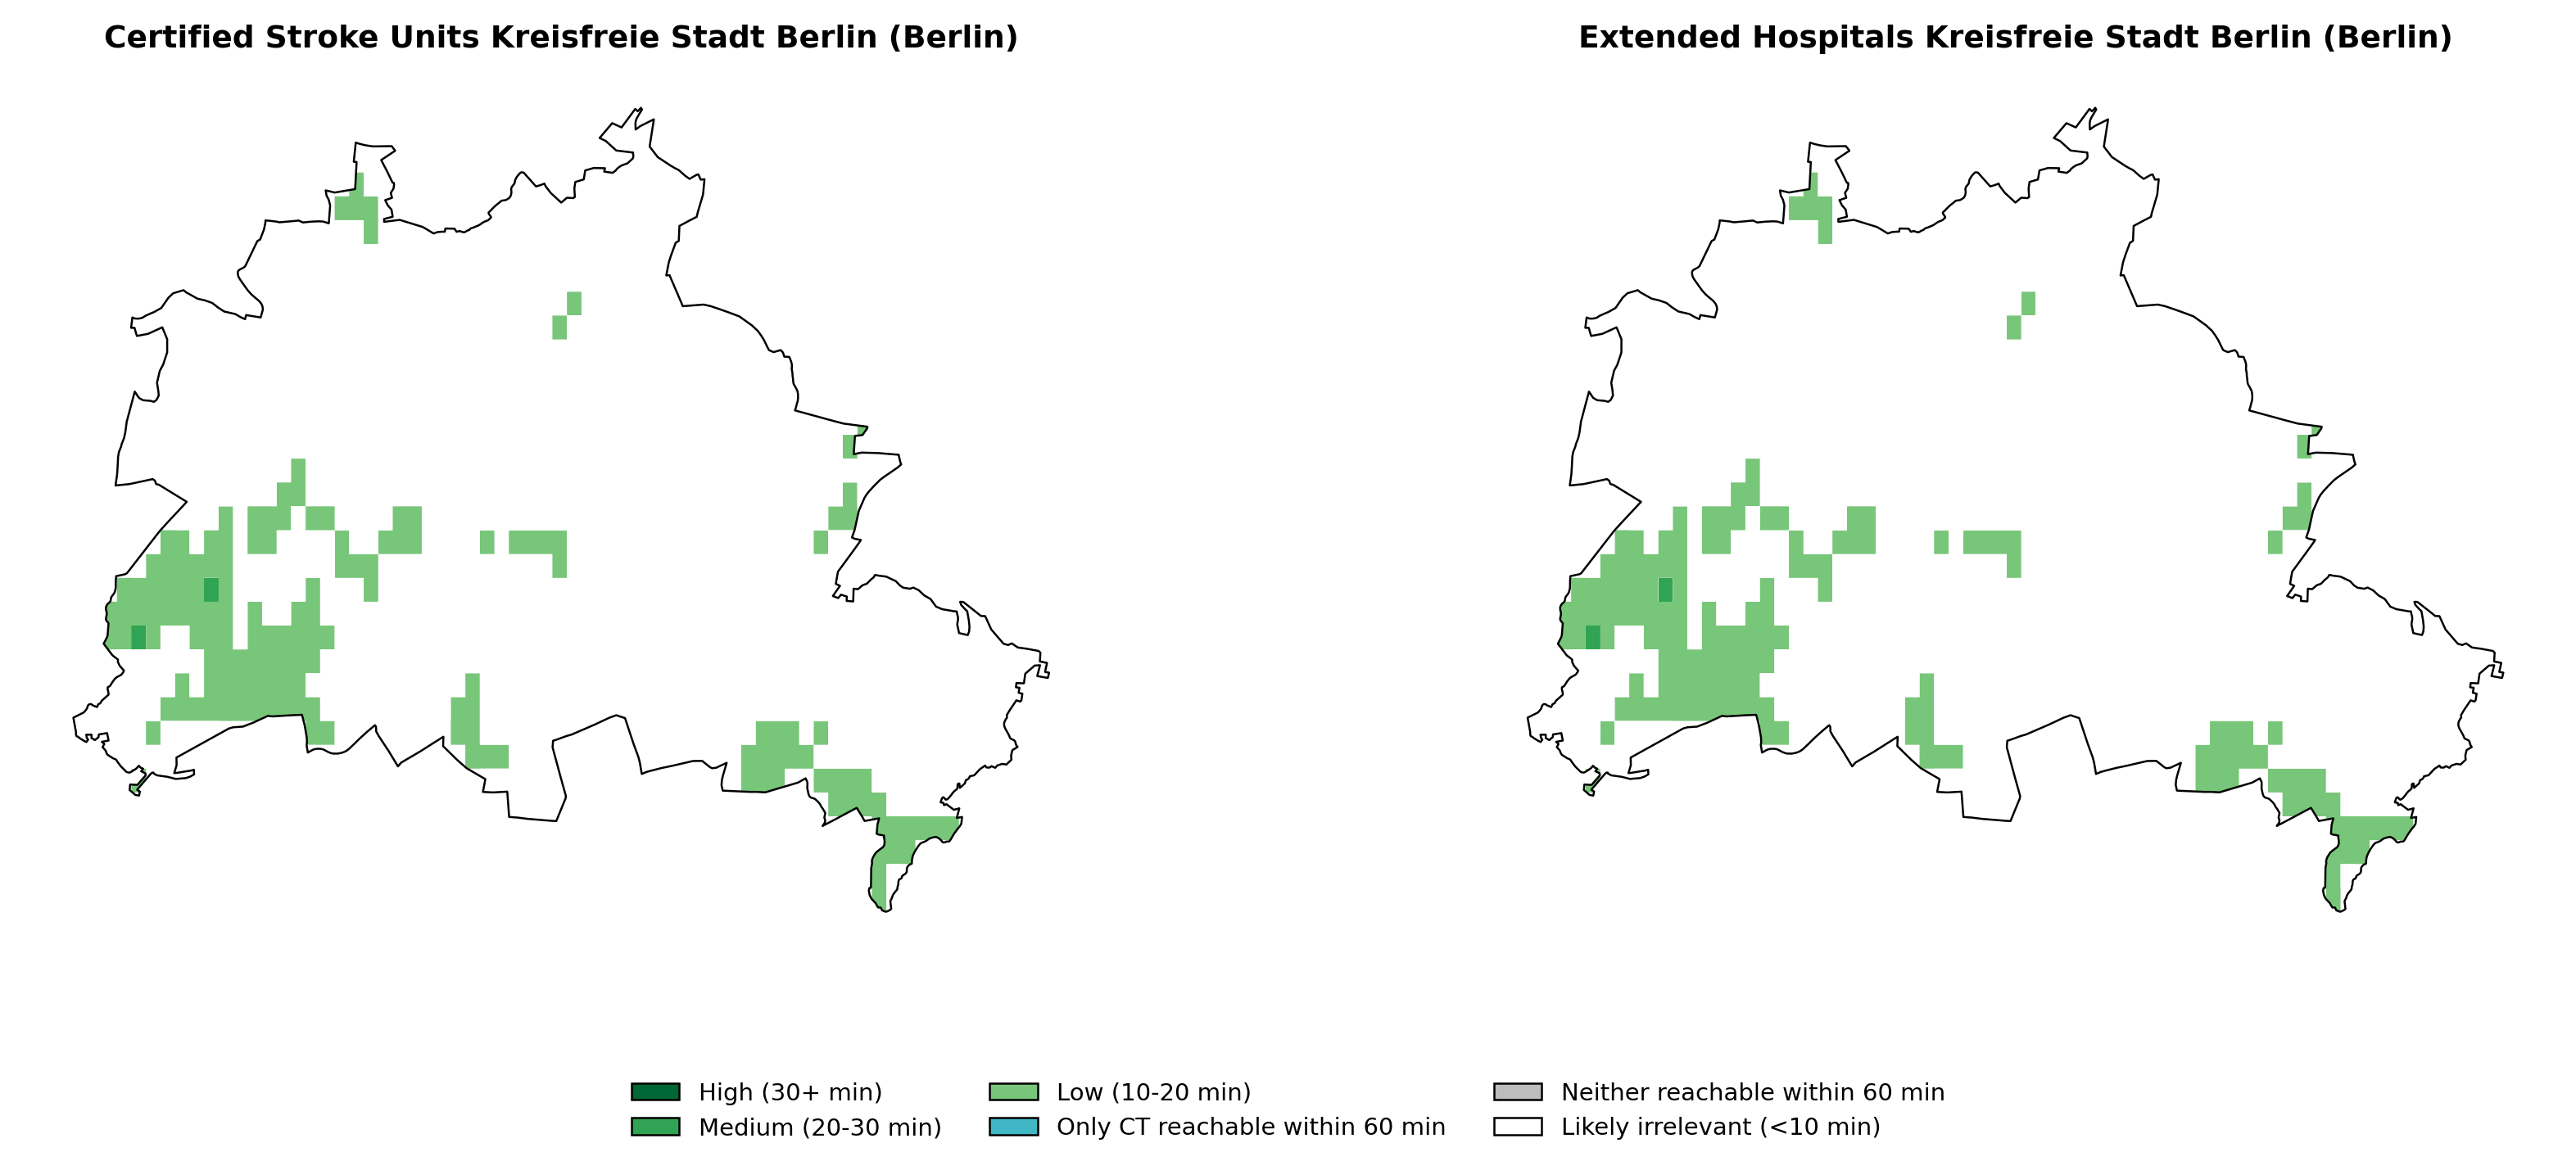 Certified Stroke Units Kreisfreie Stadt Berlin (Berlin)
Extended Hospitals Kreisfreie Stadt Berlin (Berlin)
High (30+ min)
Medium (20-30 min)
Low (10-20 min)
Only CT reachable within 60 min
Neither reachable within 60 min
Likely irrelevant (<10 min)